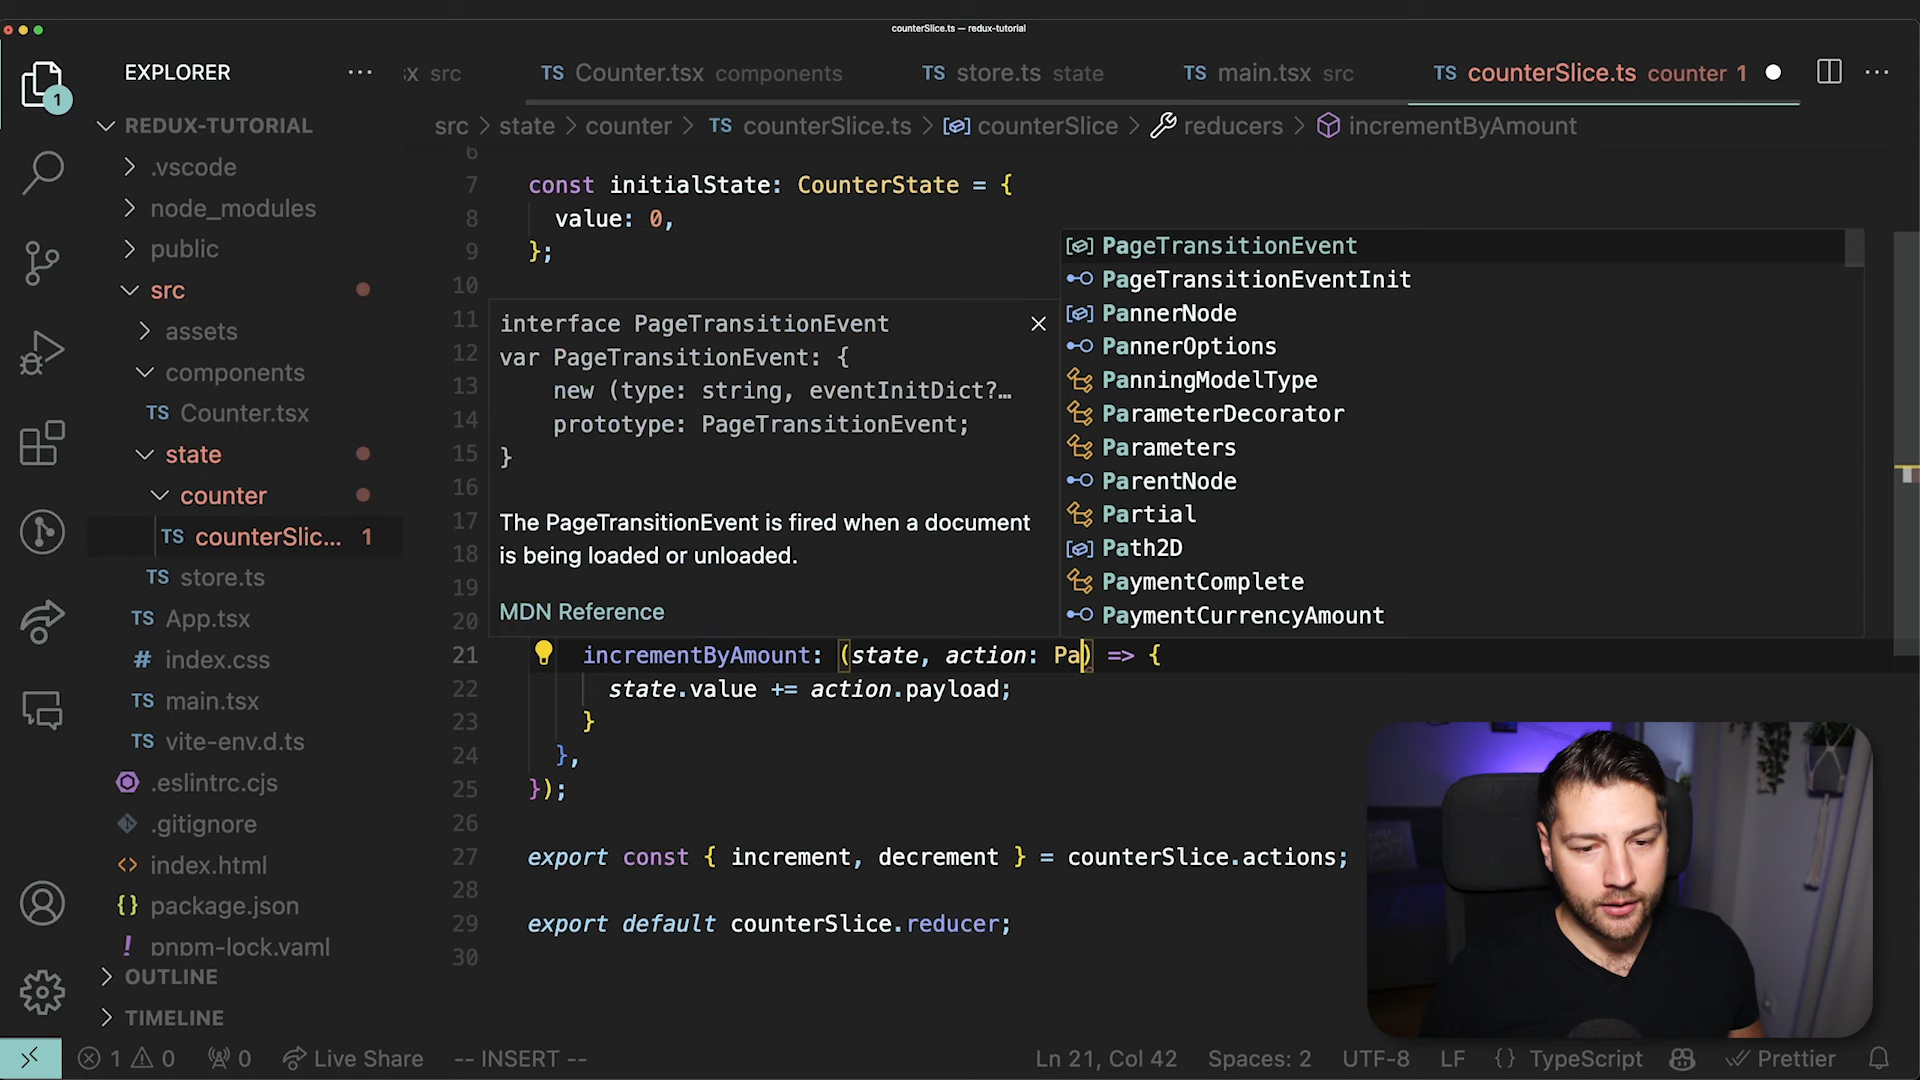 counterSlice.ts — redux-tutorial
EXPLORER
sx src
TS Counter.tsx components
TS store.ts state
TS main.tsx src
TS counterSlice.ts counter 1
src > state > counter > TS counterSlice.ts > counterSlice > reducers > incrementByAmount
1
REDUX-TUTORIAL
.vscode
node_modules
public
src
assets
components
TS Counter.tsx
state
counter
TS counterSlic... 1
TS store.ts
TS App.tsx
# index.css
TS main.tsx
TS vite-env.d.ts
.eslintrc.cjs
.gitignore
<> index.html
{} package.json
! pnpm-lock.yaml
OUTLINE
TIMELINE
6
7 const initialState: CounterState = {
8 value: 0,
9 };
10
11
12
13
14
15
16
17
18
19
20
interface PageTransitionEvent
var PageTransitionEvent: {
new (type: string, eventInitDict?…
prototype: PageTransitionEvent;
}
The PageTransitionEvent is fired when a document
is being loaded or unloaded.
MDN Reference
PageTransitionEvent
PageTransitionEventInit
PannerNode
PannerOptions
PanningModelType
ParameterDecorator
Parameters
ParentNode
Partial
Path2D
PaymentComplete
PaymentCurrencyAmount
21 incrementByAmount: (state, action: Pa) => {
22 state.value += action.payload;
23 }
24 },
25 });
26
27 export const { increment, decrement } = counterSlice.actions;
28
29 export default counterSlice.reducer;
30
1 0 0 Live Share -- INSERT -- Ln 21, Col 42 Spaces: 2 UTF-8 LF {} TypeScript Prettier